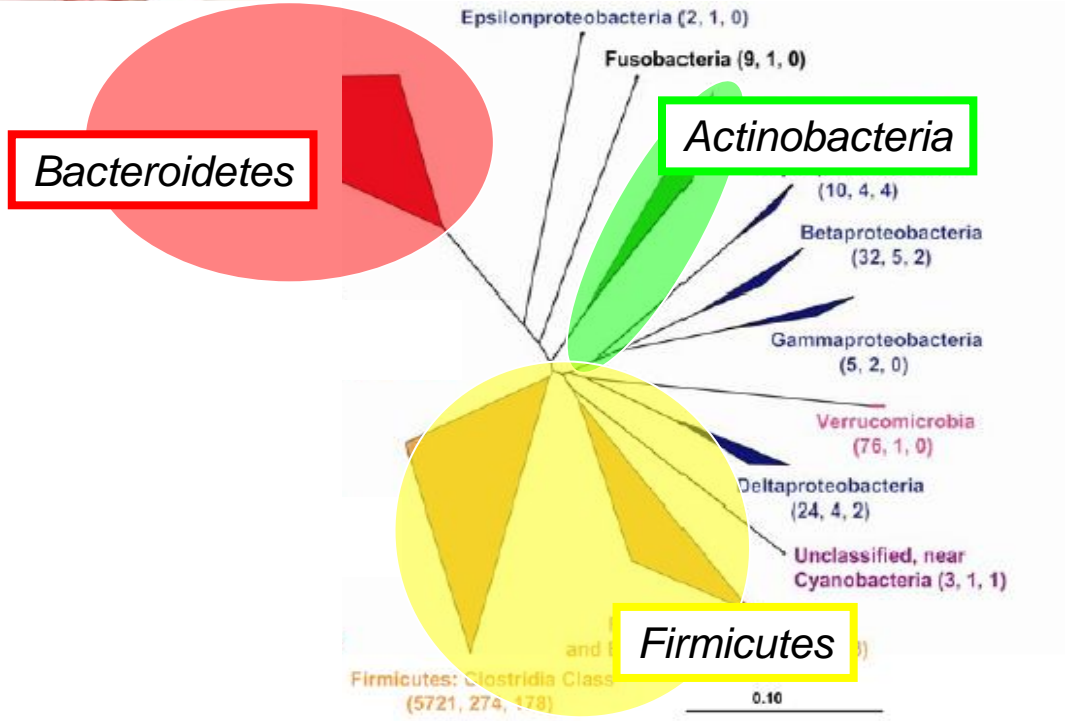 Epsilonproteobacteria (2, 1, 0)
Fusobacteria (9, 1, 0)
Actinobacteria
Bacteroidetes
(10, 4, 4)
Betaproteobacteria
(32, 5, 2)
Gammaproteobacteria
(5, 2, 0)
Verrucomicrobia
(76, 1, 0)
Deltaproteobacteria
(24, 4, 2)
Unclassified, near
Cyanobacteria (3, 1, 1)
Firmicutes
and
Firmicutes: Clostridia Class
(5721, 274, 178)
0.10